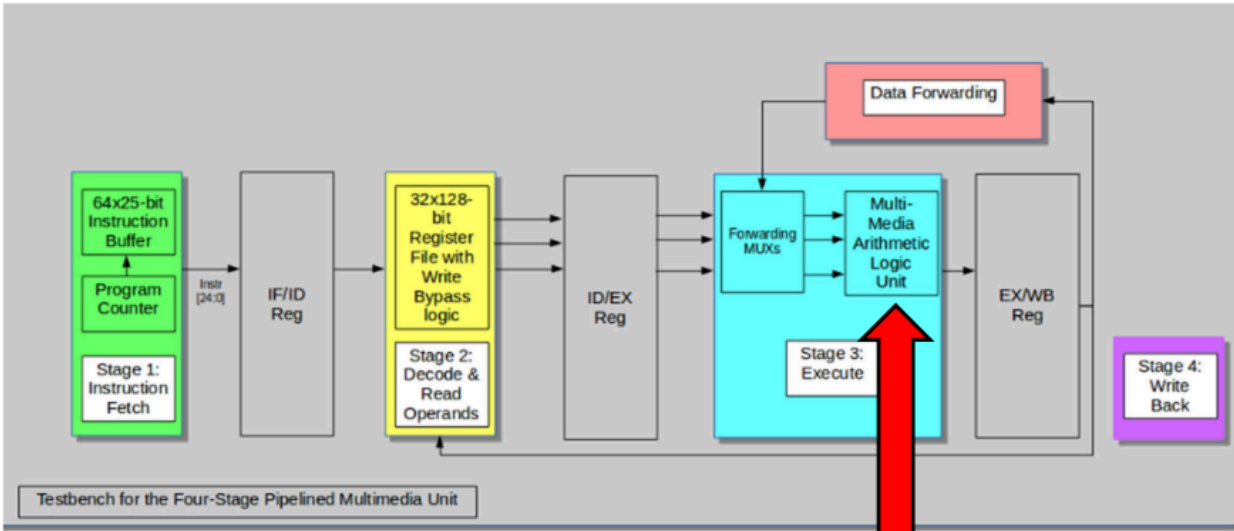 Data Forwarding
64x25-bit
Instruction
Buffer
Program
Counter
Stage 1:
Instruction
Fetch
Instr
[24:0]
IF/ID
Reg
32x128-
bit
Register
File with
Write
Bypass
logic
Stage 2:
Decode &
Read
Operands
ID/EX
Reg
Forwarding
MUXs
Multi-
Media
Arithmetic
Logic
Unit
Stage 3:
Execute
EX/WB
Reg
Stage 4:
Write
Back
Testbench for the Four-Stage Pipelined Multimedia Unit